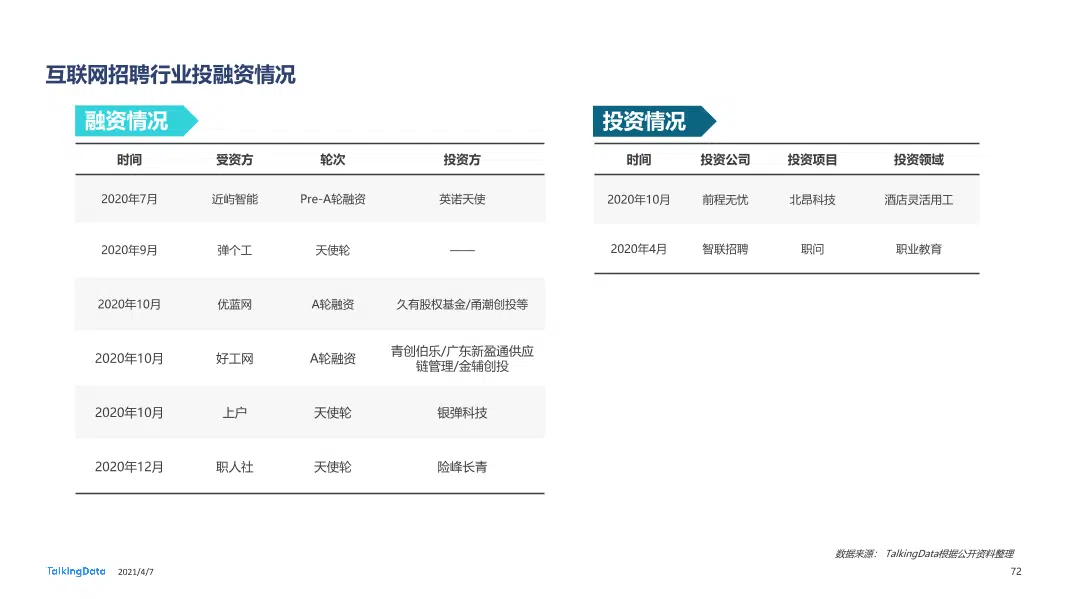 互联网招聘行业投融资情况
融资情况
时间 受资方 轮次 投资方
2020年7月 近屿智能 Pre-A轮融资 英诺天使
2020年9月 弹个工 天使轮 ——
2020年10月 优蓝网 A轮融资 久有股权基金/甬潮创投等
2020年10月 好工网 A轮融资 青创伯乐/广东新盈通供应
链管理/金辅创投
2020年10月 上户 天使轮 银弹科技
2020年12月 职人社 天使轮 险峰长青
投资情况
时间 投资公司 投资项目 投资领域
2020年10月 前程无忧 北昂科技 酒店灵活用工
2020年4月 智联招聘 职问 职业教育
数据来源： TalkingData根据公开资料整理
TalkingData 2021/4/7
72